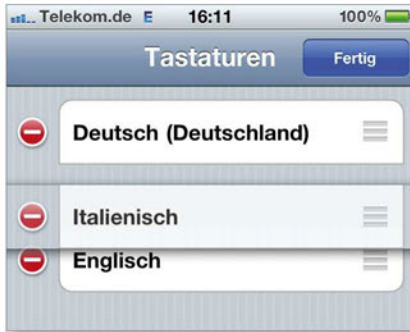 Telekom.de E 16:11 100%
Tastaturen Fertig
Deutsch (Deutschland)
Italienisch
Englisch